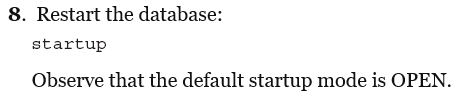 8. Restart the database:
startup
Observe that the default startup mode is OPEN.